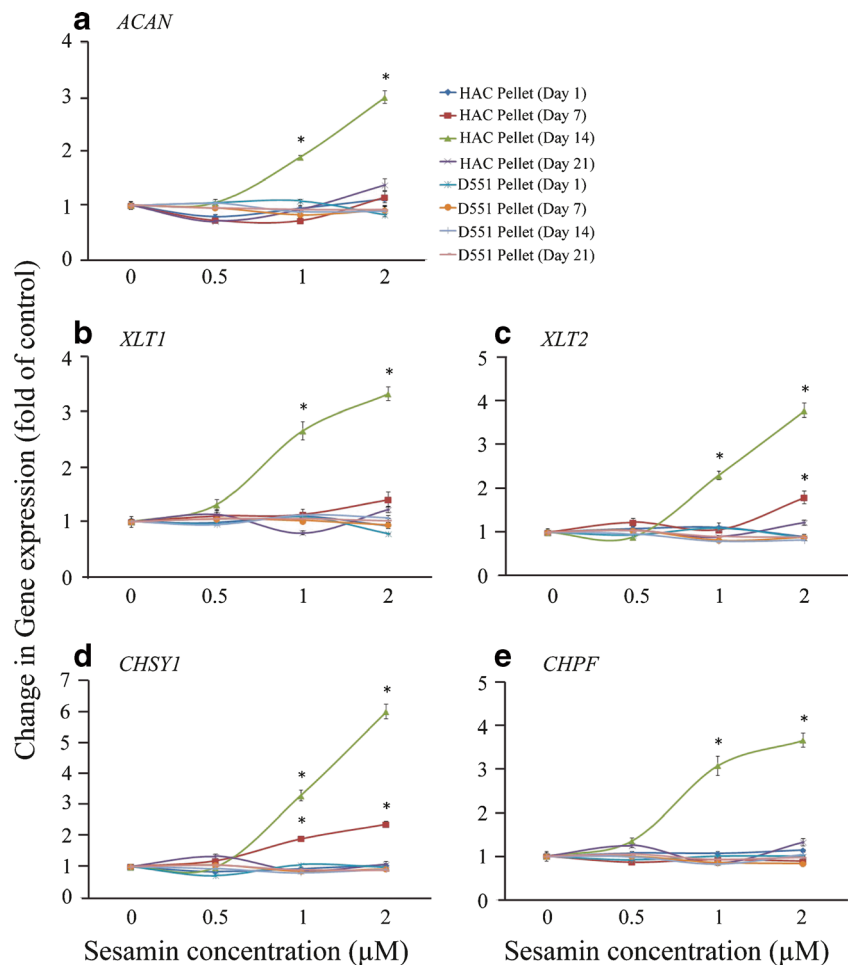 a ACAN
4
3
2
1
0
* *
0 0.5 1 2
HAC Pellet (Day 1)
HAC Pellet (Day 7)
HAC Pellet (Day 14)
HAC Pellet (Day 21)
D551 Pellet (Day 1)
D551 Pellet (Day 7)
D551 Pellet (Day 14)
D551 Pellet (Day 21)
Change in Gene expression (fold of control)
b XLT1
4
3
2
1
0
* *
0 0.5 1 2
c XLT2
5
4
3
2
1
0
* *
*
0 0.5 1 2
d CHSY1
7
6
5
4
3
2
1
0
* *
* *
0 0.5 1 2
Sesamin concentration (µM)
e CHPF
5
4
3
2
1
0
* *
0 0.5 1 2
Sesamin concentration (µM)